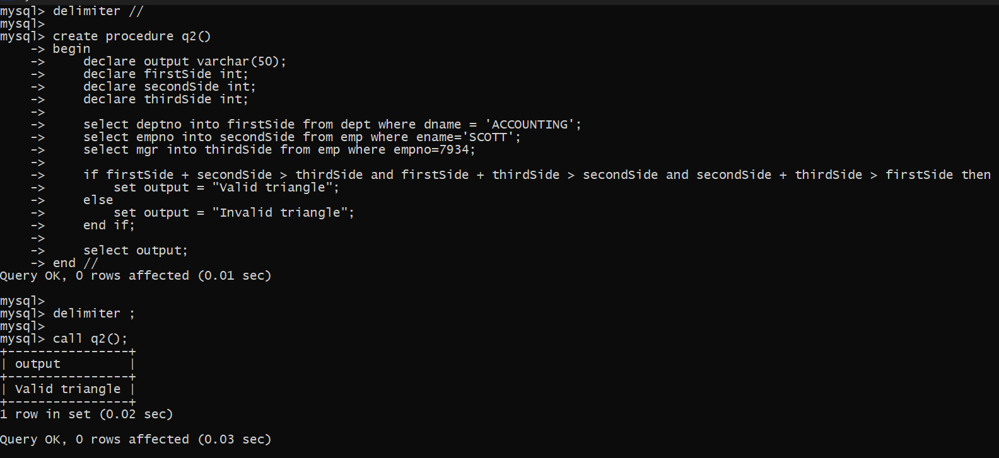 mysql> delimiter //
mysql>
mysql> create procedure q2()
    -> begin
    ->     declare output varchar(50);
    ->     declare firstSide int;
    ->     declare secondSide int;
    ->     declare thirdSide int;
    ->
    ->     select deptno into firstSide from dept where dname = 'ACCOUNTING';
    ->     select empno into secondSide from emp where ename='SCOTT';
    ->     select mgr into thirdSide from emp where empno=7934;
    ->
    ->     if firstSide + secondSide > thirdSide and firstSide + thirdSide > secondSide and secondSide + thirdSide > firstSide then
    ->         set output = "Valid triangle";
    ->     else
    ->         set output = "Invalid triangle";
    ->     end if;
    ->
    ->     select output;
    -> end //
Query OK, 0 rows affected (0.01 sec)

mysql>
mysql> delimiter ;
mysql>
mysql> call q2();
+----------------+
| output         |
+----------------+
| Valid triangle |
+----------------+
1 row in set (0.02 sec)

Query OK, 0 rows affected (0.03 sec)